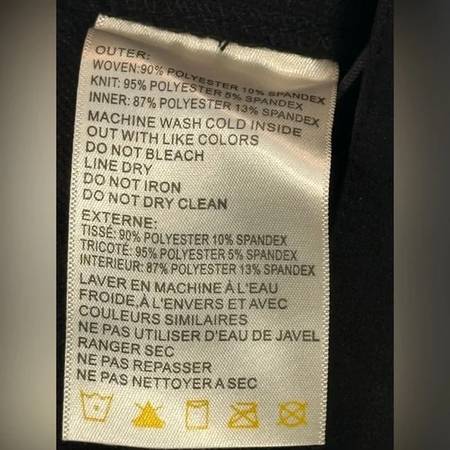 OUTER:
WOVEN:90% POLYESTER 10% SPANDEX
KNIT: 95% POLYESTER 5% SPANDEX
INNER: 87% POLYESTER 13% SPANDEX
MACHINE WASH COLD INSIDE
OUT WITH LIKE COLORS
DO NOT BLEACH
LINE DRY
DO NOT IRON
DO NOT DRY CLEAN
EXTERNE:
TISSÉ: 90% POLYESTER 10% SPANDEX
TRICOTÉ: 95% POLYESTER 5% SPANDEX
INTERIEUR: 87% POLYESTER 13% SPANDEX
LAVER EN MACHINE À L'EAU
FROIDE,À L'ENVERS ET AVEC
COULEURS SIMILAIRES
NE PAS UTILISER D'EAU DE JAVEL
RANGER SEC
NE PAS REPASSER
NE PAS NETTOYER A SEC